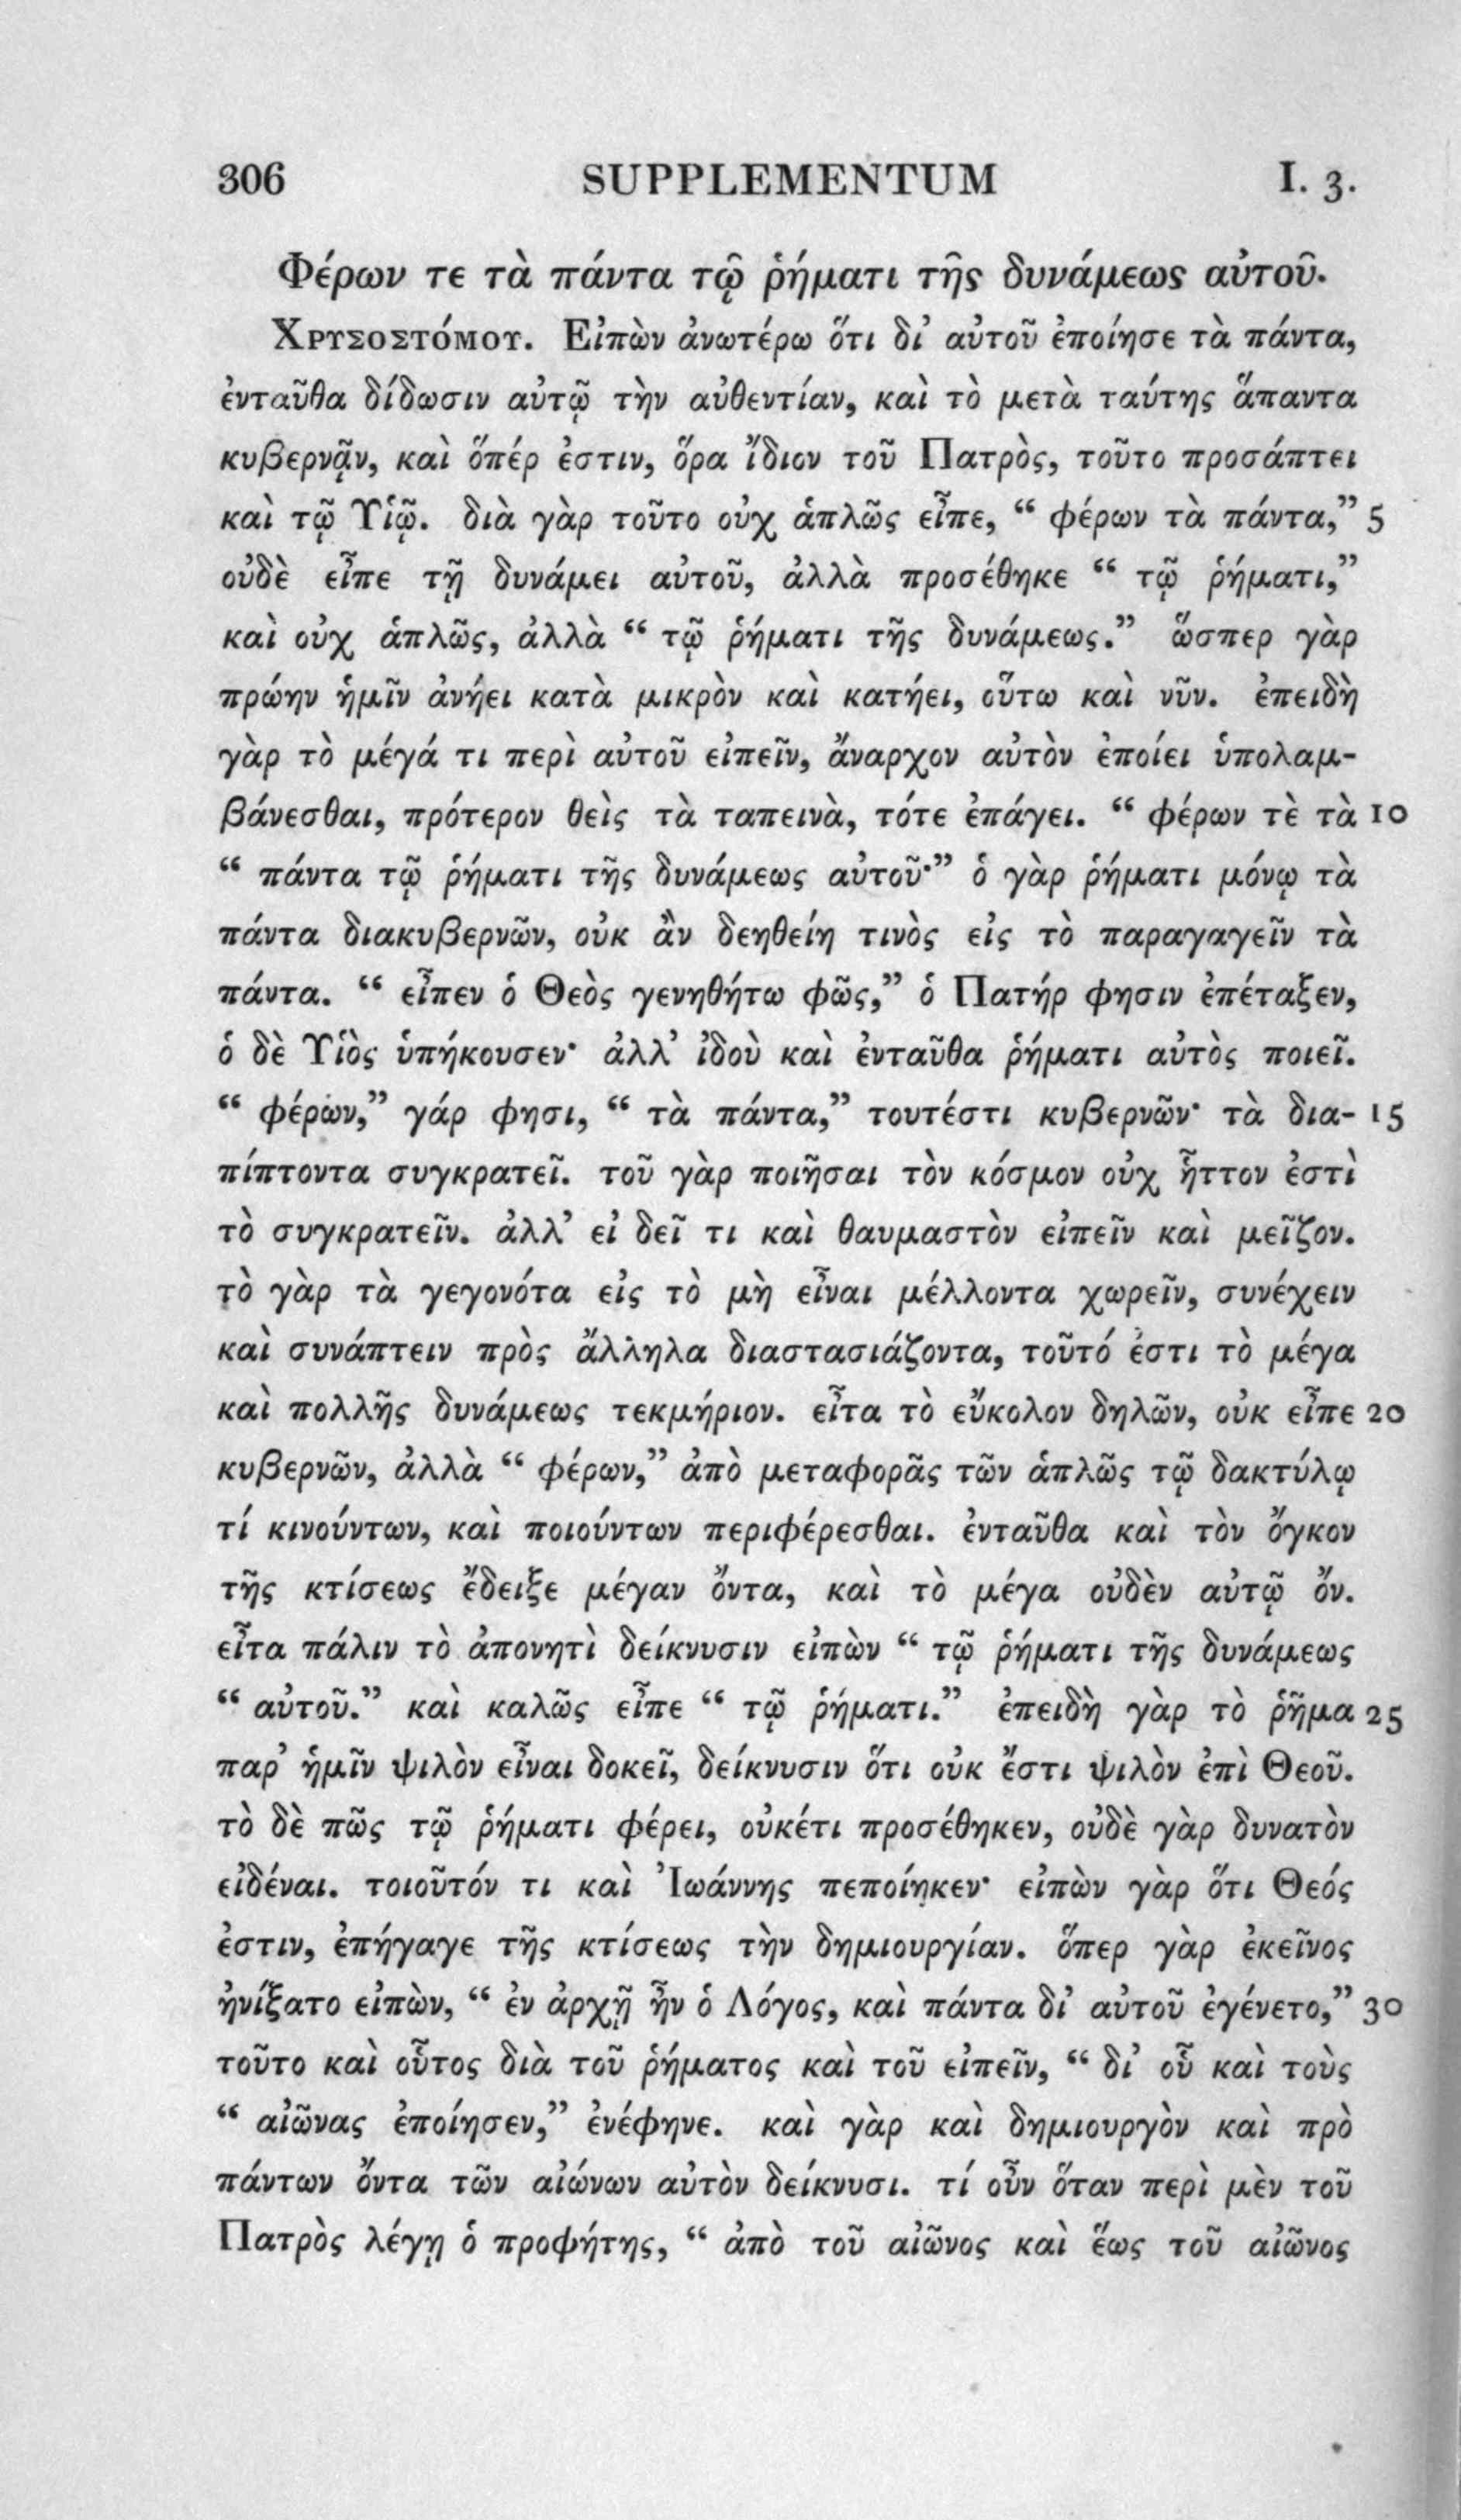 306 SUPPLEMENTUM I. 3.
Φέρων τε τὰ πάντα τῷ ῥήματι τῆς δυνάμεως αὐτοῦ.
ΧΡΥΣΟΣΤΌΜΟΥ. Εἰπὼν ἀνωτέρω ὅτι δι᾽ αὐτοῦ ἐποίησε τὰ πάντα,
ἐνταῦθα δίδωσιν αὐτῷ τὴν αὐθεντίαν, καὶ τὸ μετὰ ταύτης ἅπαντα
κυβερνᾷν, καὶ ὅπέρ ἐστιν, ὅρα ἴδιον τοῦ Πατρὸς, τοῦτο προσάπτει
καὶ τῷ Υἱῷ. διὰ γὰρ τοῦτο οὐχ ἁπλῶς εἶπε, “ φέρων τὰ πάντα,” 5
οὐδὲ εἶπε τῇ δυνάμει αὐτοῦ, ἀλλὰ προσέθηκε “ τῷ ῥήματι,”
καὶ οὐχ ἁπλῶς, ἀλλὰ “ τῷ ῥήματι τῆς δυνάμεως.” ὥσπερ γὰρ
πρώην ἡμῖν ἀνῄει κατὰ μικρὸν καὶ κατήει, οὕτω καὶ νῦν. ἐπειδὴ
γὰρ τὸ μέγά τι περὶ αὐτοῦ εἰπεῖν, ἄναρχον αὐτὸν ἐποίει ὑπολαμ-
βάνεσθαι, πρότερον θεὶς τὰ ταπεινὰ, τότε ἐπάγει. “ φέρων τὲ τὰ 10
“ πάντα τῷ ῥήματι τῆς δυνάμεως αὐτοῦ·” ὁ γὰρ ῥήματι μόνῳ τὰ
πάντα διακυβερνῶν, οὐκ ἂν δεηθείη τινὸς εἰς τὸ παραγαγεῖν τὰ
πάντα. “ εἶπεν ὁ Θεὸς γενηθήτω φῶς,” ὁ Πατήρ φησιν ἐπέταξεν,
ὁ δὲ Υἱὸς ὑπήκουσεν· ἀλλ᾽ ἰδοὺ καὶ ἐνταῦθα ῥήματι αὐτὸς ποιεῖ.
“ φέρων,” γάρ φησι, “ τὰ πάντα,” τουτέστι κυβερνῶν· τὰ δια- 15
πίπτοντα συγκρατεῖ. τοῦ γὰρ ποιῆσαι τὸν κόσμον οὐχ ἧττον ἐστὶ
τὸ συγκρατεῖν. ἀλλ᾽ εἰ δεῖ τι καὶ θαυμαστὸν εἰπεῖν καὶ μεῖζον.
τὸ γὰρ τὰ γεγονότα εἰς τὸ μὴ εἶναι μέλλοντα χωρεῖν, συνέχειν
καὶ συνάπτειν πρὸς ἄλληλα διαστασιάζοντα, τοῦτό ἐστι τὸ μέγα
καὶ πολλῆς δυνάμεως τεκμήριον. εἶτα τὸ εὔκολον δηλῶν, οὐκ εἶπε 20
κυβερνῶν, ἀλλὰ “ φέρων,” ἀπὸ μεταφορᾶς τῶν ἁπλῶς τῷ δακτύλῳ
τί κινούντων, καὶ ποιούντων περιφέρεσθαι. ἐνταῦθα καὶ τὸν ὄγκον
τῆς κτίσεως ἔδειξε μέγαν ὄντα, καὶ τὸ μέγα οὐδὲν αὐτῷ ὄν.
εἶτα πάλιν τὸ ἀπονητὶ δείκνυσιν εἰπὼν “ τῷ ῥήματι τῆς δυνάμεως
“ αὐτοῦ.” καὶ καλῶς εἶπε “ τῷ ῥήματι.” ἐπειδὴ γὰρ τὸ ῥῆμα 25
παρ᾽ ἡμῖν ψιλὸν εἶναι δοκεῖ, δείκνυσιν ὅτι οὐκ ἔστι ψιλὸν ἐπὶ Θεοῦ.
τὸ δὲ πῶς τῷ ῥήματι φέρει, οὐκέτι προσέθηκεν, οὐδὲ γὰρ δυνατὸν
εἰδέναι. τοιοῦτόν τι καὶ Ἰωάννης πεποίηκεν· εἰπὼν γὰρ ὅτι Θεός
ἐστιν, ἐπήγαγε τῆς κτίσεως τὴν δημιουργίαν. ὅπερ γὰρ ἐκεῖνος
ᾐνίξατο εἰπὼν, “ ἐν ἀρχῇ ἦν ὁ Λόγος, καὶ πάντα δι᾽ αὐτοῦ ἐγένετο,” 30
τοῦτο καὶ οὗτος διὰ τοῦ ῥήματος καὶ τοῦ εἰπεῖν, “ δι᾽ οὗ καὶ τοὺς
“ αἰῶνας ἐποίησεν,” ἐνέφηνε. καὶ γὰρ καὶ δημιουργὸν καὶ πρὸ
πάντων ὄντα τῶν αἰώνων αὐτὸν δείκνυσι. τί οὖν ὅταν περὶ μὲν τοῦ
Πατρὸς λέγῃ ὁ προφήτης, “ ἀπὸ τοῦ αἰῶνος καὶ ἕως τοῦ αἰῶνος